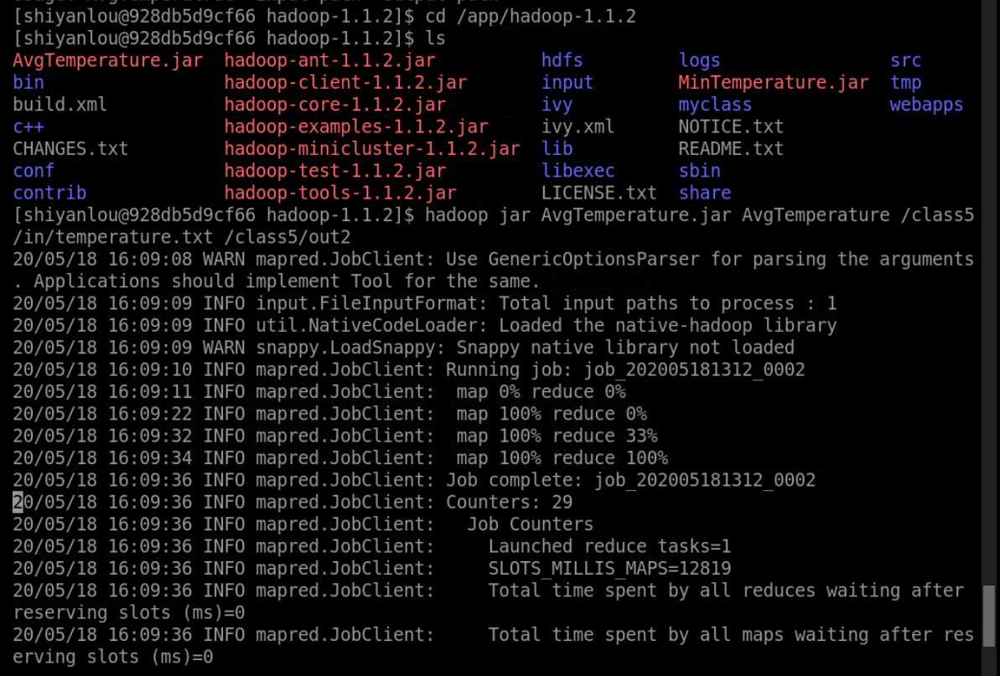 [shiyanlou@928db5d9cf66 hadoop-1.1.2]$ cd /app/hadoop-1.1.2
[shiyanlou@928db5d9cf66 hadoop-1.1.2]$ ls
AvgTemperature.jar  hadoop-ant-1.1.2.jar          hdfs         logs                src
bin                 hadoop-client-1.1.2.jar       input        MinTemperature.jar  tmp
build.xml           hadoop-core-1.1.2.jar         ivy          myclass             webapps
c++                 hadoop-examples-1.1.2.jar     ivy.xml      NOTICE.txt
CHANGES.txt         hadoop-minicluster-1.1.2.jar  lib          README.txt
conf                hadoop-test-1.1.2.jar         libexec      sbin
contrib             hadoop-tools-1.1.2.jar        LICENSE.txt  share
[shiyanlou@928db5d9cf66 hadoop-1.1.2]$ hadoop jar AvgTemperature.jar AvgTemperature /class5
/in/temperature.txt /class5/out2
20/05/18 16:09:08 WARN mapred.JobClient: Use GenericOptionsParser for parsing the arguments
. Applications should implement Tool for the same.
20/05/18 16:09:09 INFO input.FileInputFormat: Total input paths to process : 1
20/05/18 16:09:09 INFO util.NativeCodeLoader: Loaded the native-hadoop library
20/05/18 16:09:09 WARN snappy.LoadSnappy: Snappy native library not loaded
20/05/18 16:09:10 INFO mapred.JobClient: Running job: job_202005181312_0002
20/05/18 16:09:11 INFO mapred.JobClient:  map 0% reduce 0%
20/05/18 16:09:22 INFO mapred.JobClient:  map 100% reduce 0%
20/05/18 16:09:32 INFO mapred.JobClient:  map 100% reduce 33%
20/05/18 16:09:34 INFO mapred.JobClient:  map 100% reduce 100%
20/05/18 16:09:36 INFO mapred.JobClient: Job complete: job_202005181312_0002
20/05/18 16:09:36 INFO mapred.JobClient: Counters: 29
20/05/18 16:09:36 INFO mapred.JobClient:   Job Counters
20/05/18 16:09:36 INFO mapred.JobClient:     Launched reduce tasks=1
20/05/18 16:09:36 INFO mapred.JobClient:     SLOTS_MILLIS_MAPS=12819
20/05/18 16:09:36 INFO mapred.JobClient:     Total time spent by all reduces waiting after
reserving slots (ms)=0
20/05/18 16:09:36 INFO mapred.JobClient:     Total time spent by all maps waiting after res
erving slots (ms)=0